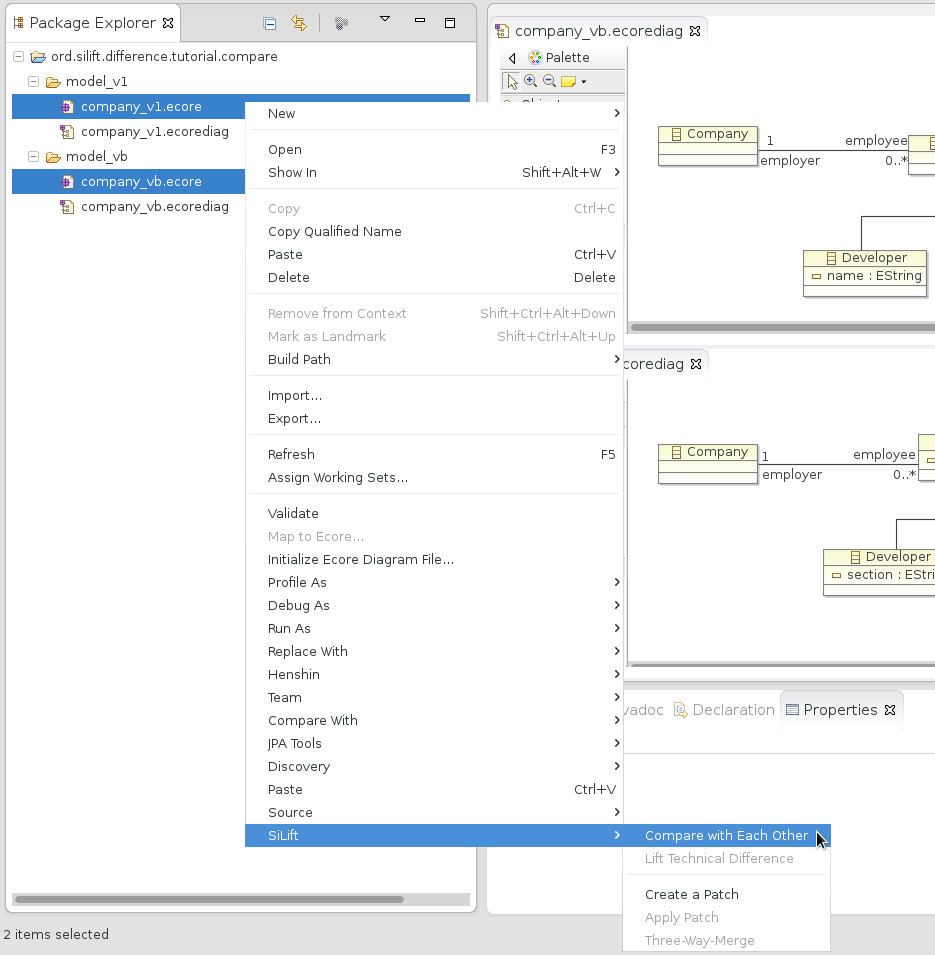 Package Explorer
ord.silift.difference.tutorial.compare
model_v1
company_v1.ecore
company_v1.ecorediag
model_vb
company_vb.ecore
company_vb.ecorediag
New
Open F3
Show In Shift+Alt+W
Copy Ctrl+C
Copy Qualified Name
Paste Ctrl+V
Delete Delete
Remove from Context Shift+Ctrl+Alt+Down
Mark as Landmark Shift+Ctrl+Alt+Up
Build Path
Import...
Export...
Refresh F5
Assign Working Sets...
Validate
Map to Ecore...
Initialize Ecore Diagram File...
Profile As
Debug As
Run As
Replace With
Henshin
Team
Compare With
JPA Tools
Discovery
Paste Ctrl+V
Source
SiLift
Compare with Each Other
Lift Technical Difference
Create a Patch
Apply Patch
Three-Way-Merge
company_vb.ecorediag
Palette
Company
1 employee
employer 0..*
Developer
name : EString
corediag
Company
1 employee
employer 0..*
Developer
section : EStri
vadoc
Declaration
Properties
2 items selected